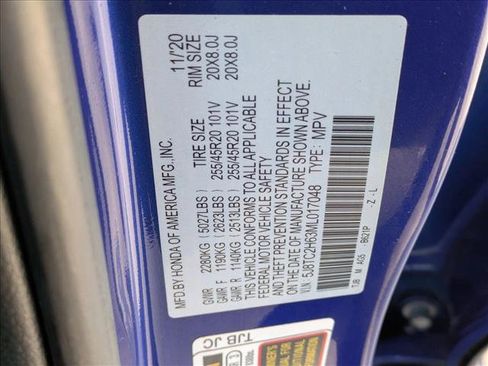 MFD. BY HONDA OF AMERICA MFG., INC. 11/'20
TIRE SIZE RIM SIZE
GVWR 2280KG ( 5027LBS ) 255/45R20 101V 20X8.0J
GAWR F 1190KG ( 2623LBS ) 255/45R20 101V 20X8.0J
GAWR R 1140KG ( 2513LBS )
THIS VEHICLE CONFORMS TO ALL APPLICABLE
FEDERAL MOTOR VEHICLE SAFETY
AND THEFT PREVENTION STANDARDS IN EFFECT
ON THE DATE OF MANUFACTURE SHOWN ABOVE.
V.I.N. : 5J8TC2H63ML017048 TYPE: MPV
TJB M AG5 B621P - Z - L
TJB JC